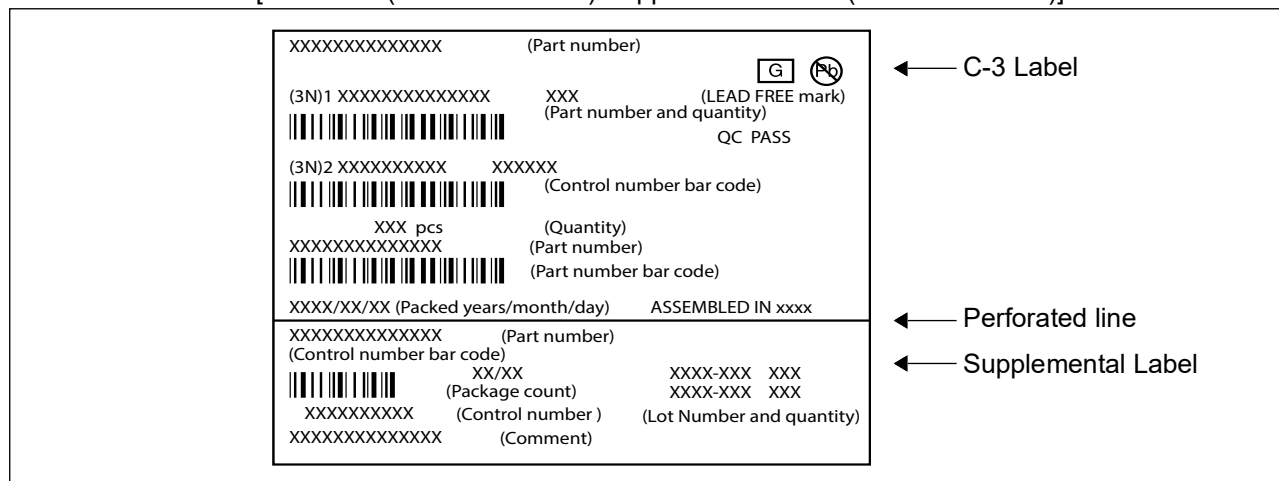 XXXXXXXXXXXXXX (Part number)
G Pb
C-3 Label
(3N)1 XXXXXXXXXXXXXX XXX (LEAD FREE mark)
(Part number and quantity)
QC PASS
(3N)2 XXXXXXXXXX XXXXXX
(Control number bar code)
XXX pcs (Quantity)
XXXXXXXXXXXXXX (Part number)
(Part number bar code)
XXXX/XX/XX (Packed years/month/day) ASSEMBLED IN xxxx
Perforated line
XXXXXXXXXXXXXX (Part number)
(Control number bar code)
Supplemental Label
XX/XX XXXX-XXX XXX
(Package count) XXXX-XXX XXX
XXXXXXXXXX (Control number ) (Lot Number and quantity)
XXXXXXXXXXXXXX (Comment)